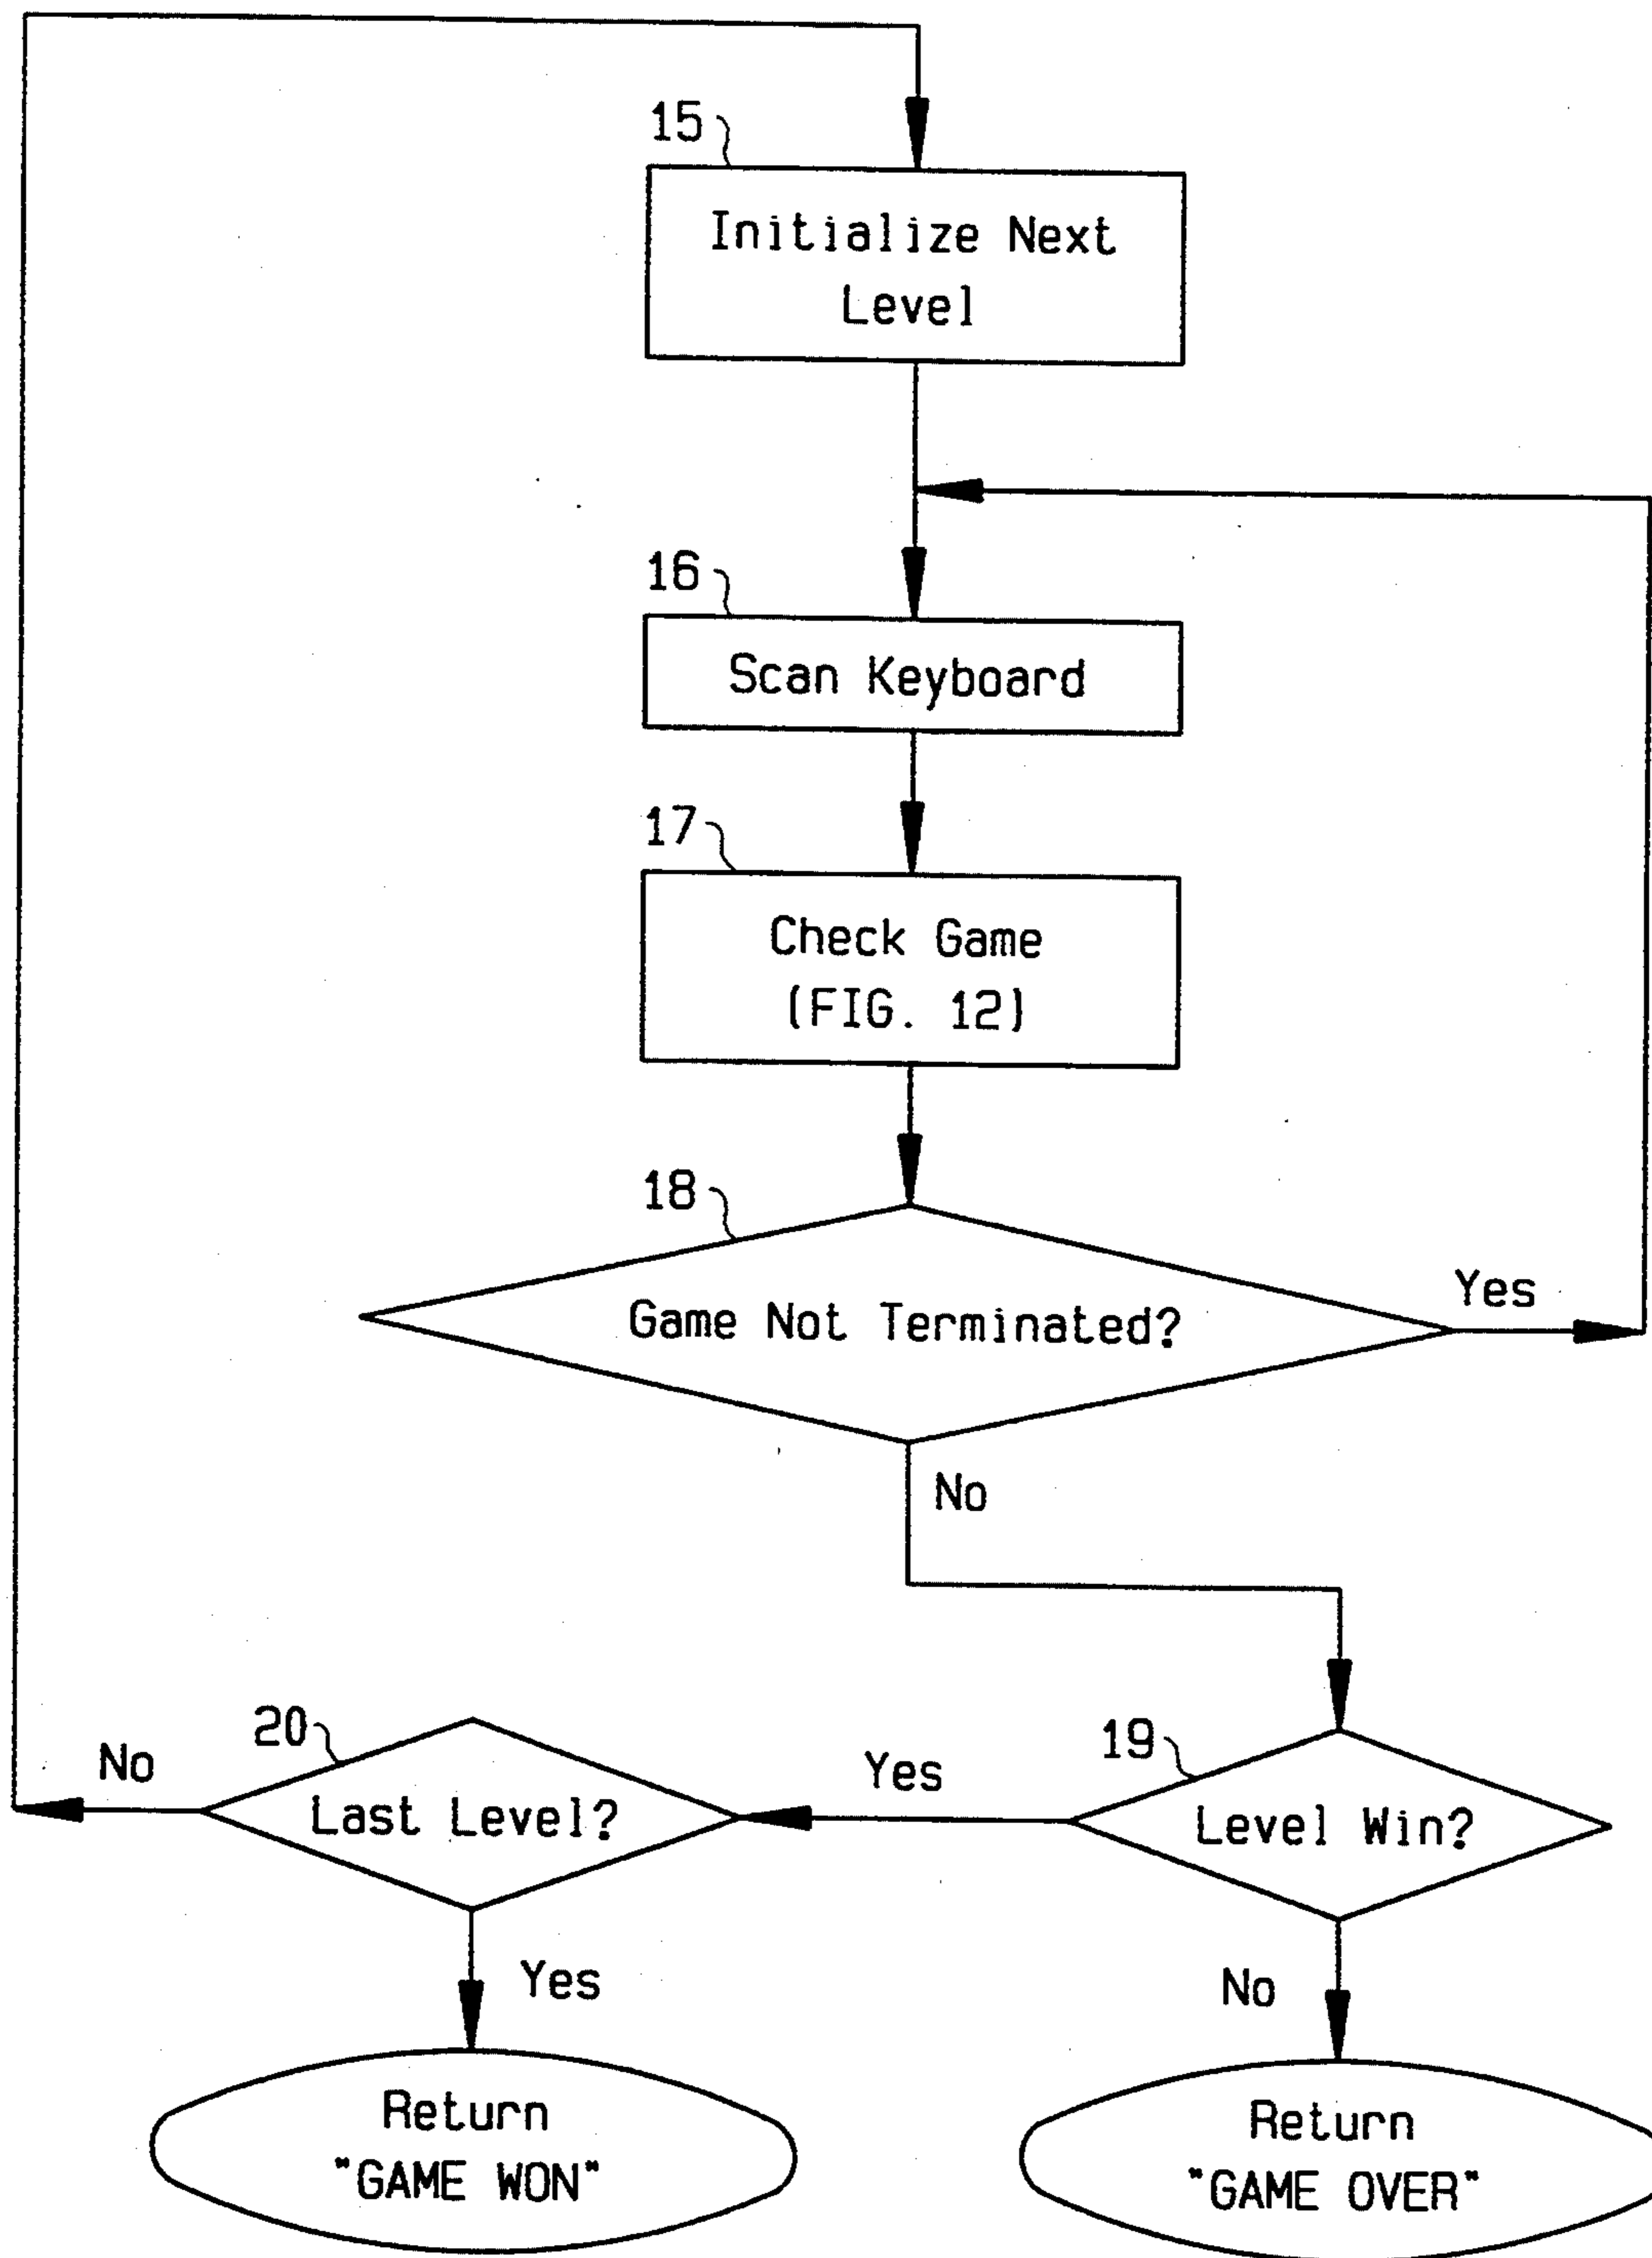 15
Initialize Next
Level
16
Scan Keyboard
17
Check Game
(FIG. 12)
18
Game Not Terminated?
Yes
No
20
No
Last Level?
Yes
19
Level Win?
Yes
No
Return
"GAME WON"
Return
"GAME OVER"